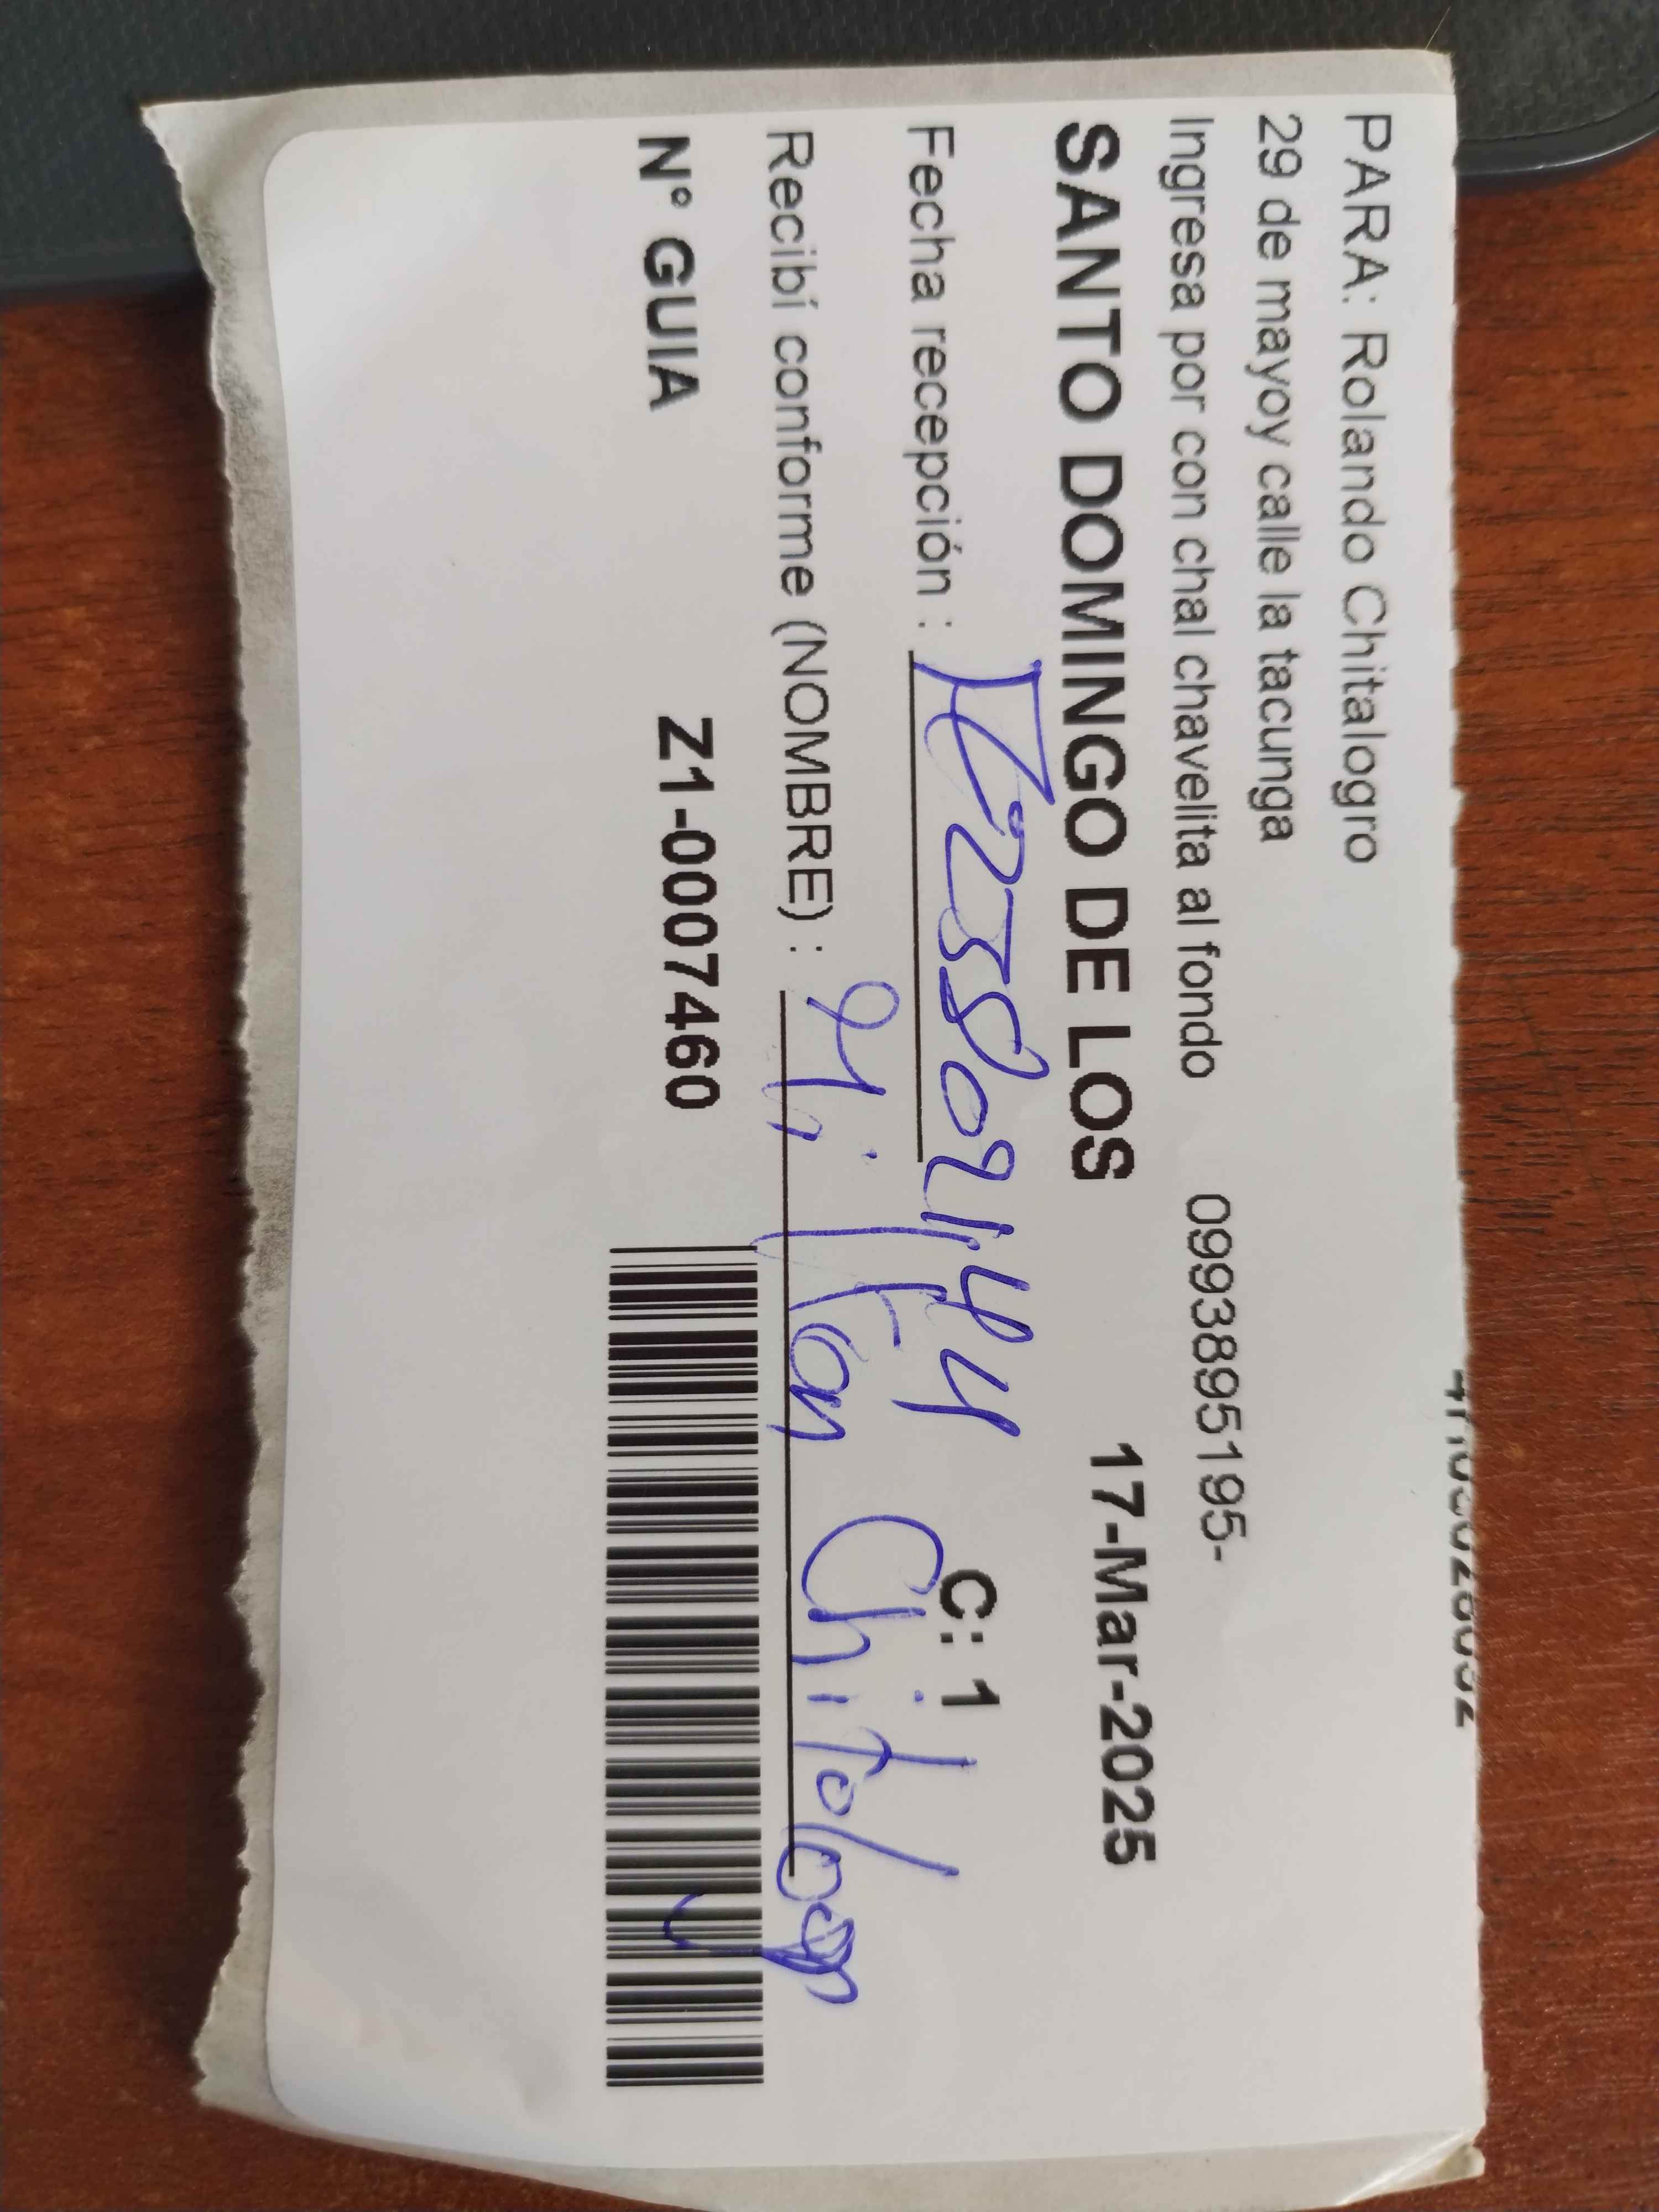 PARA: Rolando Chitalogro
29 de mayoy calle la tacunga
Ingresa por con chal chavelita al fondo 0993895195-
SANTO DOMINGO DE LOS 17-Mar-2025
Fecha recepción : C: 1
Recibí conforme (NOMBRE) : Chitalogro
N° GUIA Z1-0007460